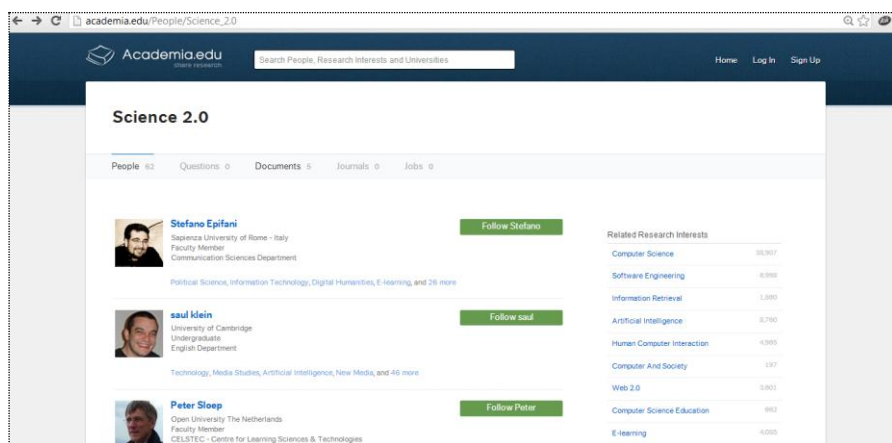 academia.edu/People/Science_2.0
Academia.edu
share research
Search People, Research Interests and Universities
Home Log In Sign Up
Science 2.0
People 62 Questions 0 Documents 5 Journals 0 Jobs 0
Stefano Epifani
Sapienza University of Rome - Italy
Faculty Member
Communication Sciences Department
Political Science, Information Technology, Digital Humanities, E-learning, and 26 more
Follow Stefano
saul klein
University of Cambridge
Undergraduate
English Department
Technology, Media Studies, Artificial Intelligence, New Media, and 46 more
Follow saul
Peter Sloep
Open University The Netherlands
Faculty Member
CELSTEC - Centre for Learning Sciences & Technologies
Follow Peter
Related Research Interests
Computer Science
Software Engineering
Information Retrieval
Artificial Intelligence
Human Computer Interaction
Computer And Society 197
Web 2.0
Computer Science Education
E-learning